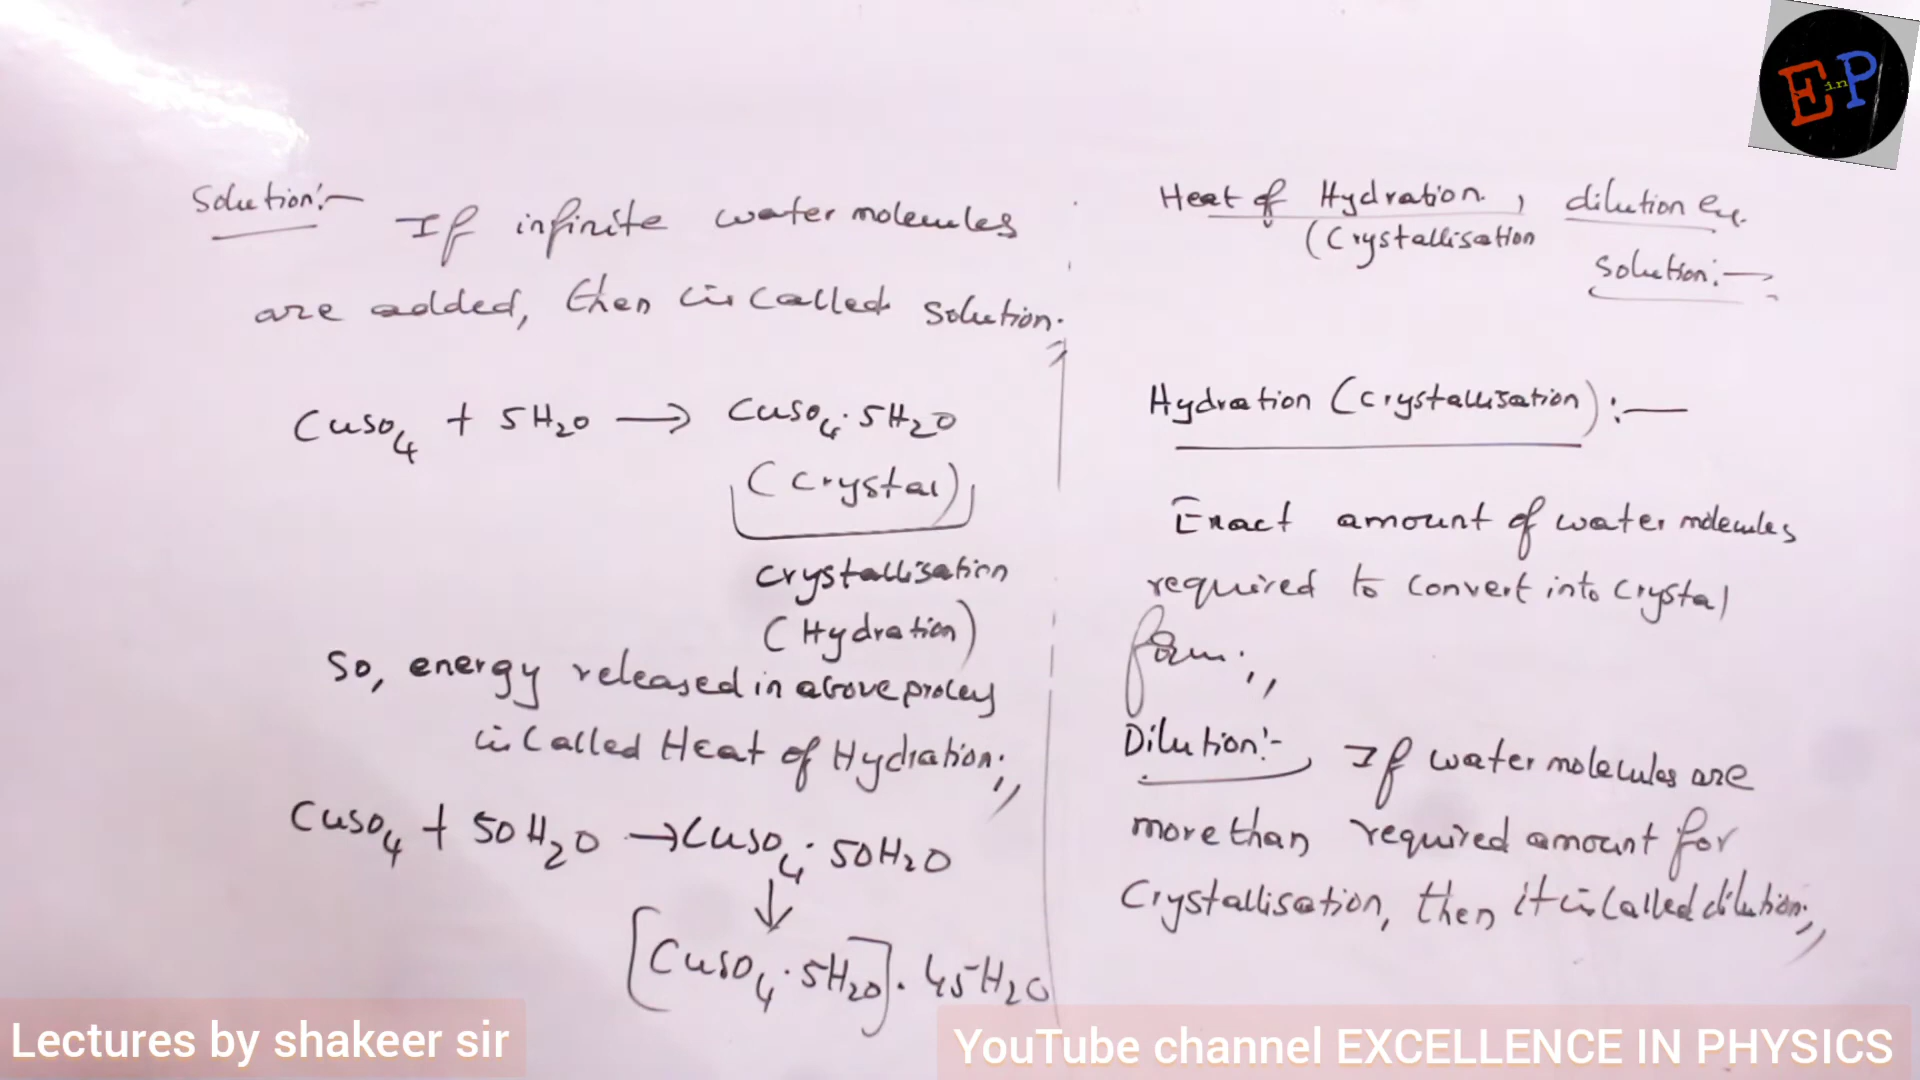 E in P
Heat of Hydration, dilution en.
(Crystallisation
Solution:—
Hydration (Crystallisation):—
Exact amount of water molecules
required to convert into Crystal
form.,,
Dilution:- If water molecules are
more than required amount for
Crystallisation, then it is called dilution.,,
Solution:- If infinite water molecules
are added, then is called solution.
CuSO4 + 5H2O → CuSO4·5H2O
(Crystal)
Crystallisation
(Hydration)
So, energy released in above process
is called Heat of Hydration.,,
CuSO4 + 50H2O → CuSO4·50H2O
↓
[CuSO4·5H2O]·45H2O
Lectures by shakeer sir
YouTube channel EXCELLENCE IN PHYSICS